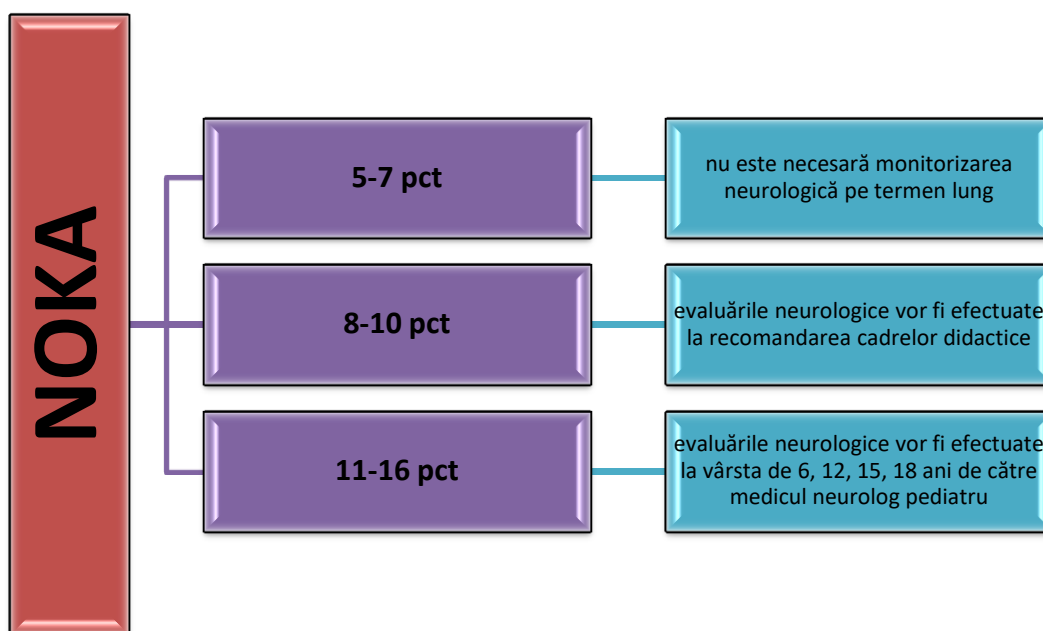 NOKA
5-7 pct
nu este necesară monitorizarea
neurologică pe termen lung
8-10 pct
evaluările neurologice vor fi efectuate
la recomandarea cadrelor didactice
11-16 pct
evaluările neurologice vor fi efectuate
la vârsta de 6, 12, 15, 18 ani de către
medicul neurolog pediatru